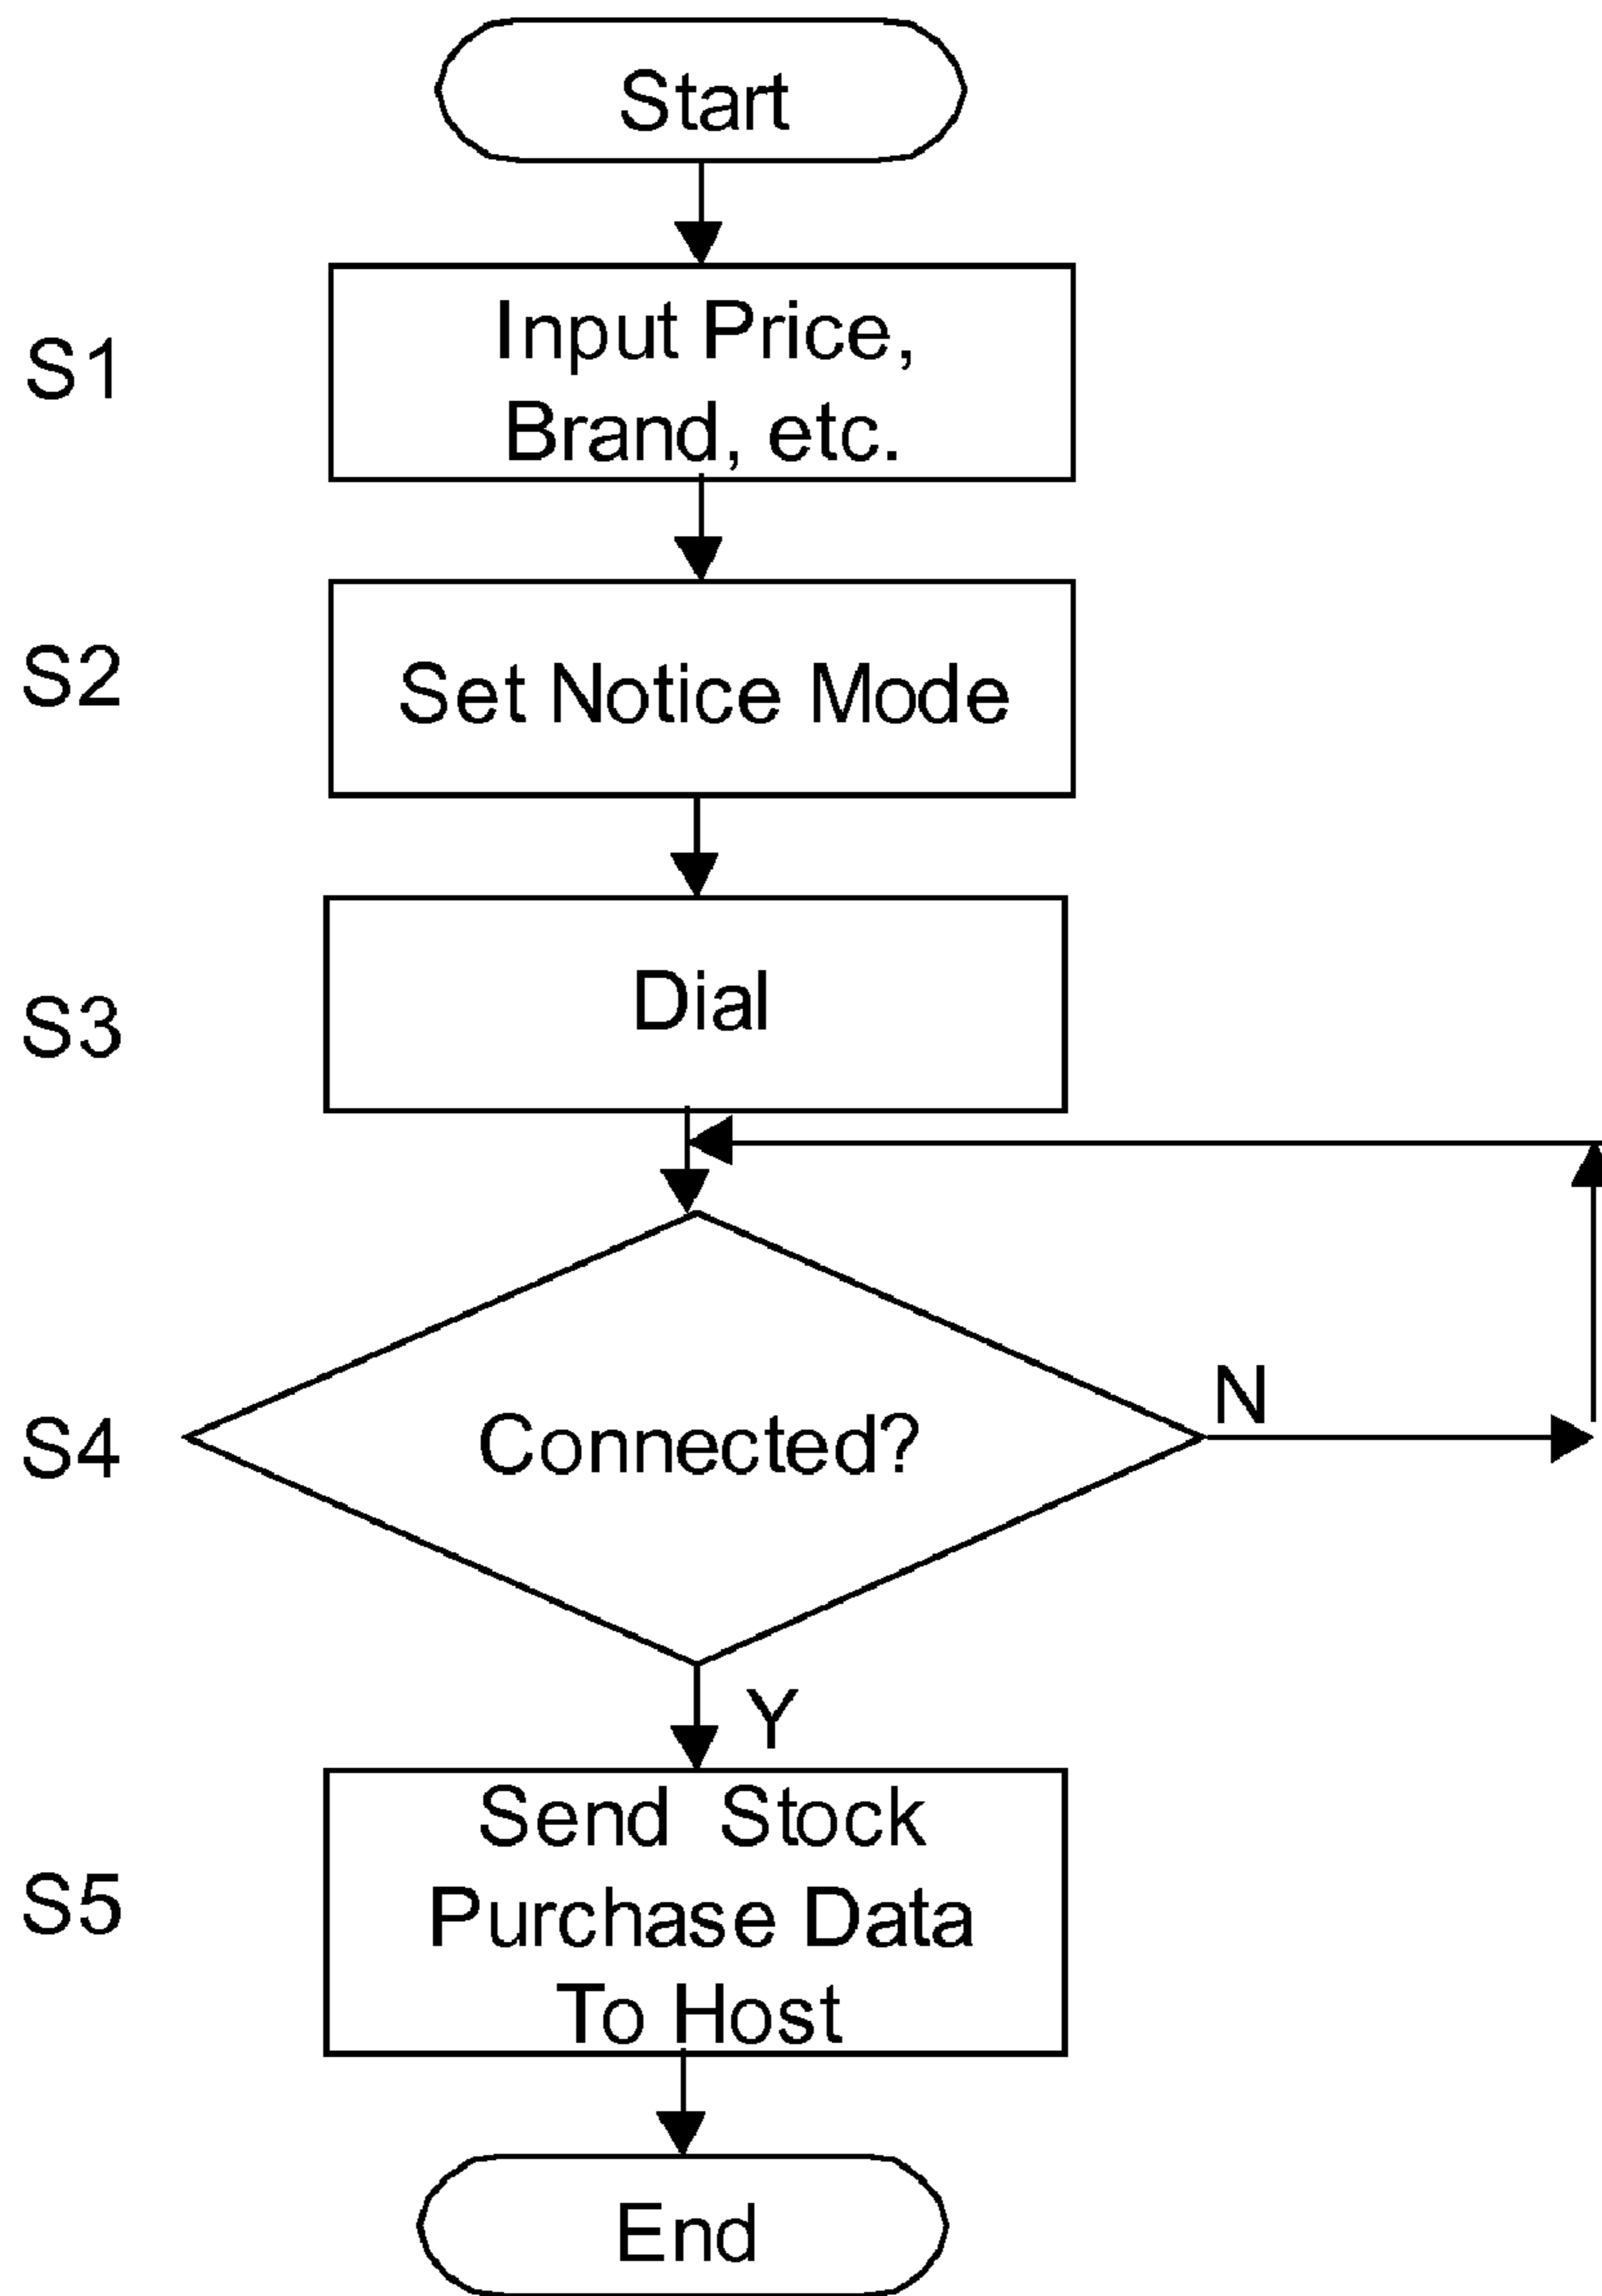 Start
S1
Input Price,
Brand, etc.
S2
Set Notice Mode
S3
Dial
S4
Connected?
N
Y
S5
Send Stock
Purchase Data
To Host
End